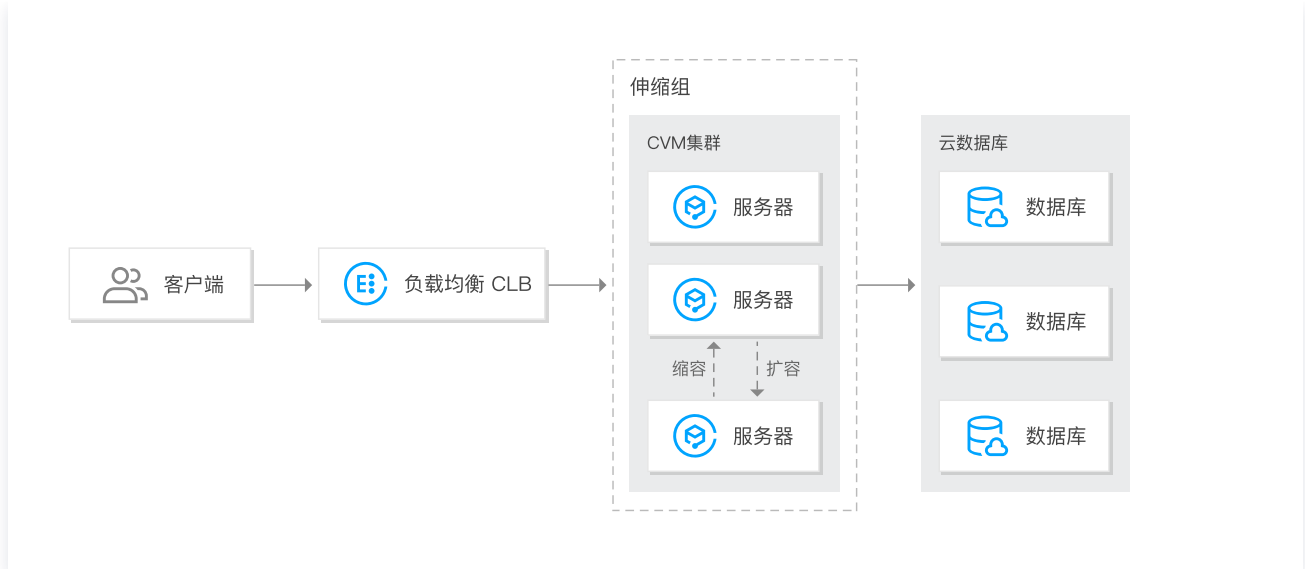 客户端
负载均衡 CLB
伸缩组
CVM集群
服务器
服务器
缩容
扩容
服务器
云数据库
数据库
数据库
数据库